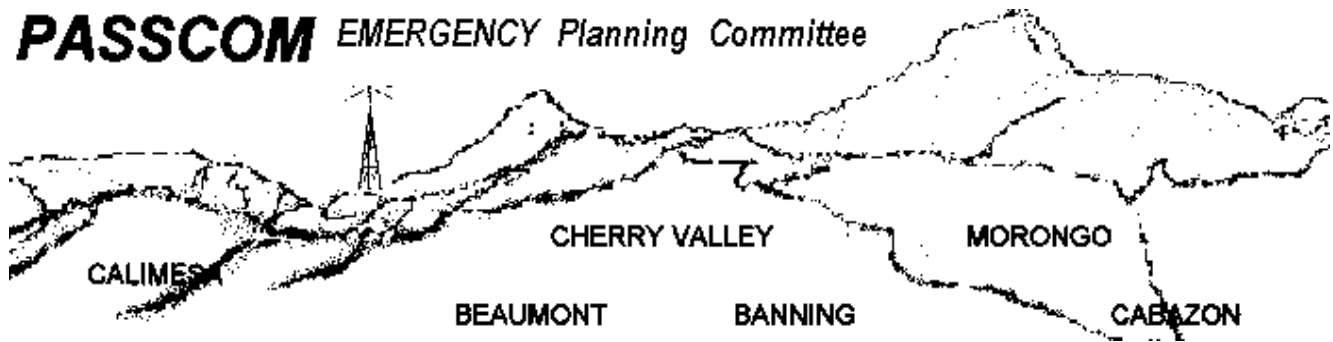 PASSCOM EMERGENCY Planning Committee
CHERRY VALLEY MORONGO
CALIMESA
BEAUMONT BANNING CABAZON